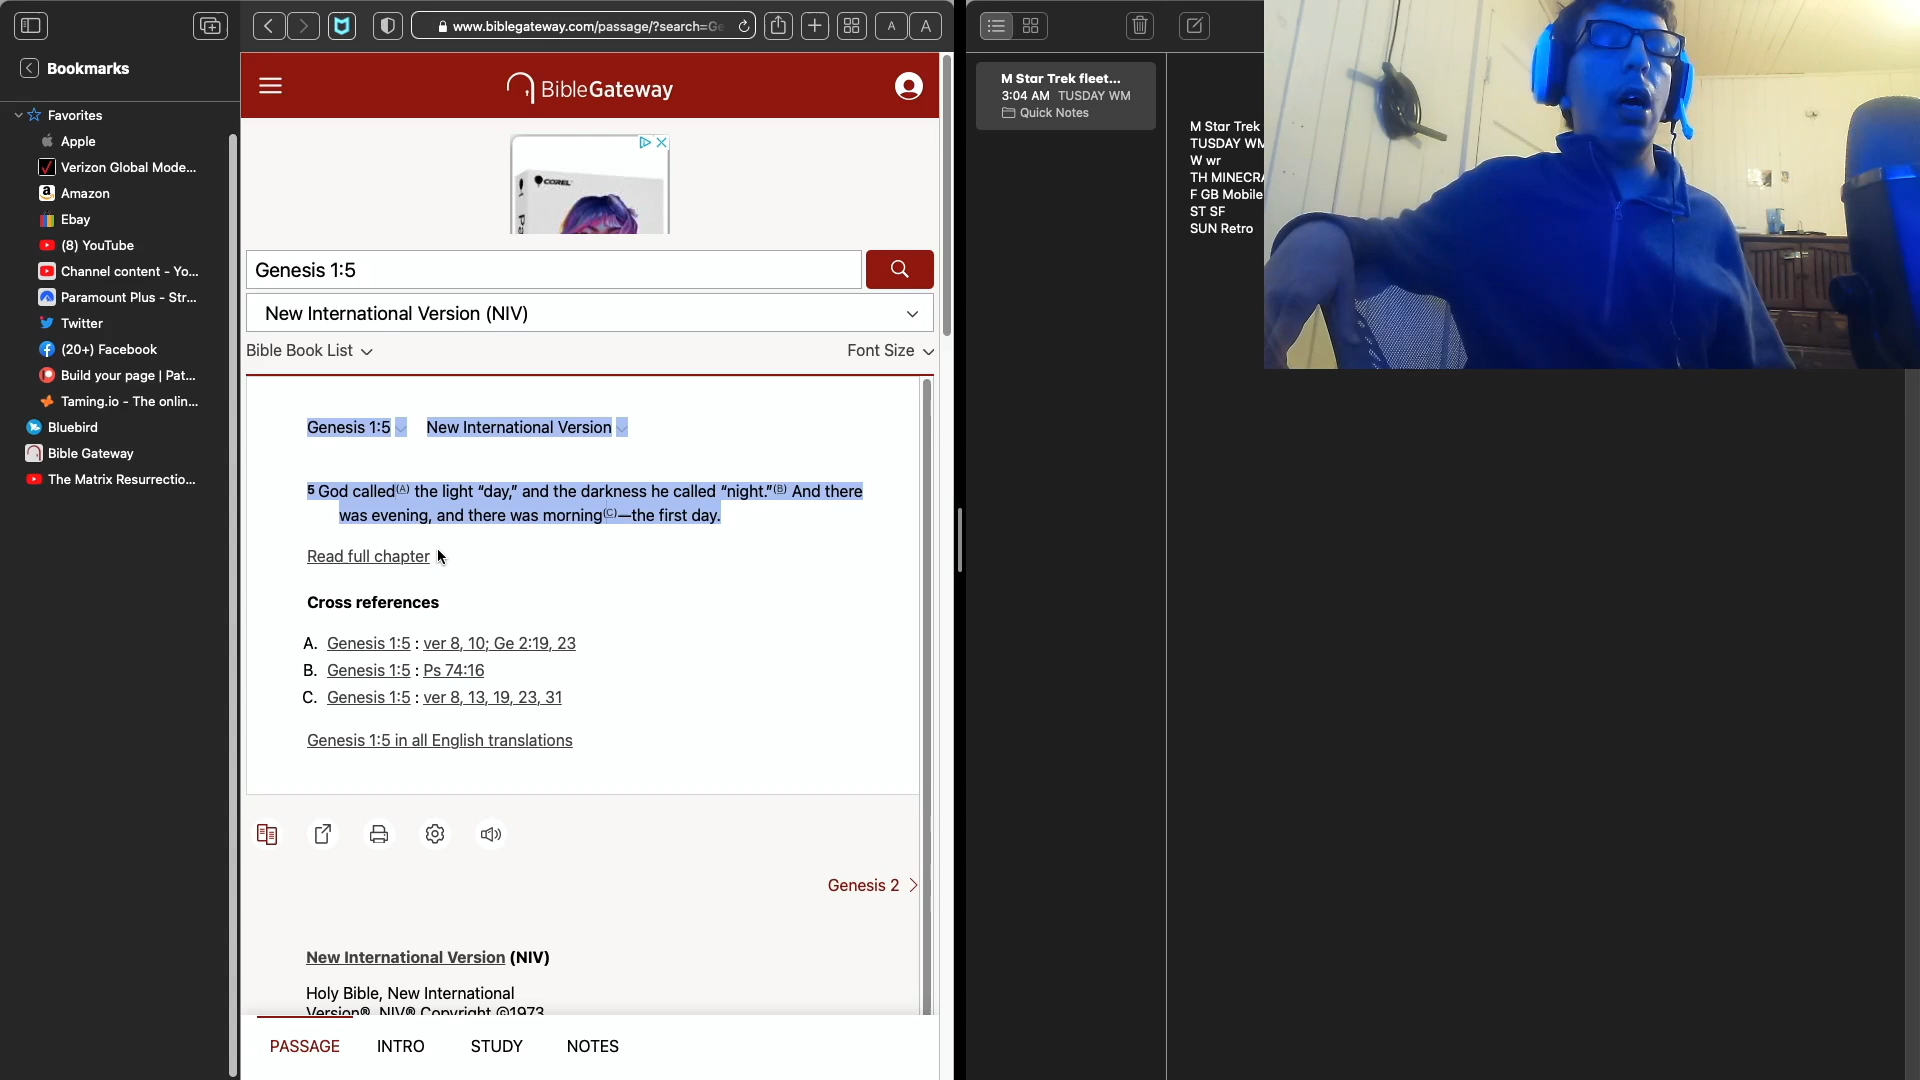 Bookmarks
Favorites
Apple
Verizon Global Mode...
Amazon
Ebay
(8) YouTube
Channel content - Yo...
Paramount Plus - Str...
Twitter
(20+) Facebook
Build your page | Pat...
Taming.io - The onlin...
Bluebird
Bible Gateway
The Matrix Resurrectio...
www.biblegateway.com/passage/?search=Ge
A
A
BibleGateway
COREL
Genesis 1:5
New International Version (NIV)
Bible Book List
Font Size
Genesis 1:5 New International Version
5 God called(A) the light “day,” and the darkness he called “night.”(B) And there
was evening, and there was morning(C)—the first day.
Read full chapter
Cross references
A. Genesis 1:5 : ver 8, 10; Ge 2:19, 23
B. Genesis 1:5 : Ps 74:16
C. Genesis 1:5 : ver 8, 13, 19, 23, 31
Genesis 1:5 in all English translations
Genesis 2
New International Version (NIV)
Holy Bible, New International
Version®, NIV® Copyright ©1973
PASSAGE INTRO STUDY NOTES
M Star Trek fleet...
3:04 AM TUSDAY WM
Quick Notes
M Star Trek
TUSDAY WM
W wr
TH MINECRA
F GB Mobile
ST SF
SUN Retro